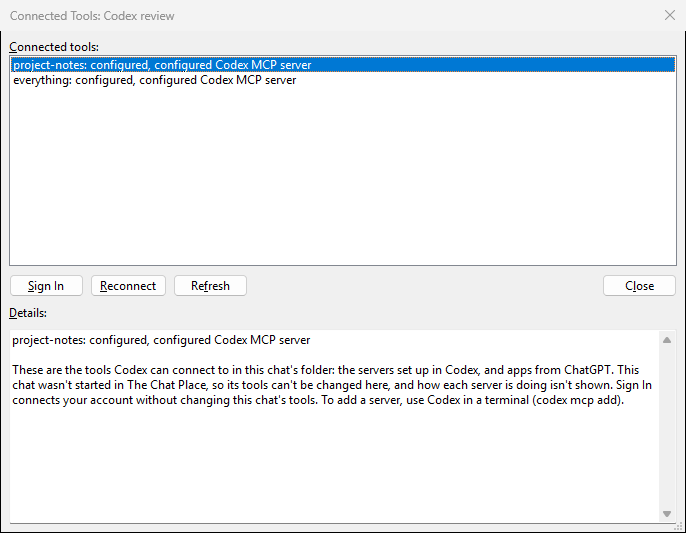 Connected Tools: Codex review
Connected tools:
project-notes: configured, configured Codex MCP server
everything: configured, configured Codex MCP server
Sign In
Reconnect
Refresh
Close
Details:
project-notes: configured, configured Codex MCP server
These are the tools Codex can connect to in this chat's folder: the servers set up in Codex, and apps from ChatGPT. This
chat wasn't started in The Chat Place, so its tools can't be changed here, and how each server is doing isn't shown. Sign In
connects your account without changing this chat's tools. To add a server, use Codex in a terminal (codex mcp add).